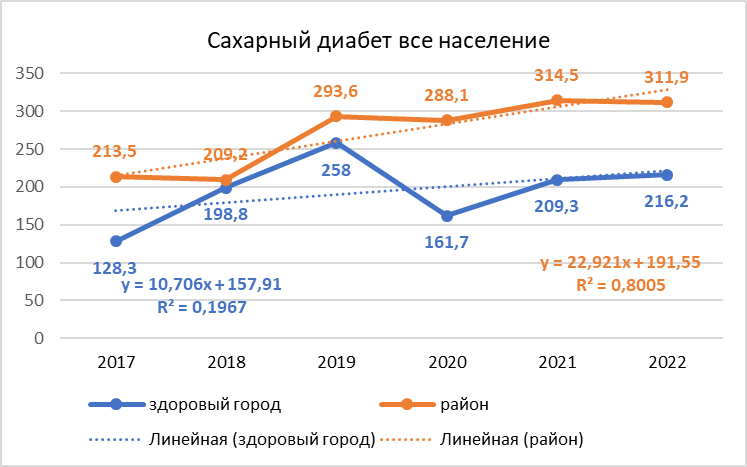 Сахарный диабет все население
350
300
250
200
150
100
50
0
213,5
209,2
293,6
288,1
314,5
311,9
128,3
198,8
258
161,7
209,3
216,2
y = 10,706x + 157,91
R² = 0,1967
y = 22,921x + 191,55
R² = 0,8005
2017 2018 2019 2020 2021 2022
здоровый город район
Линейная (здоровый город) Линейная (район)